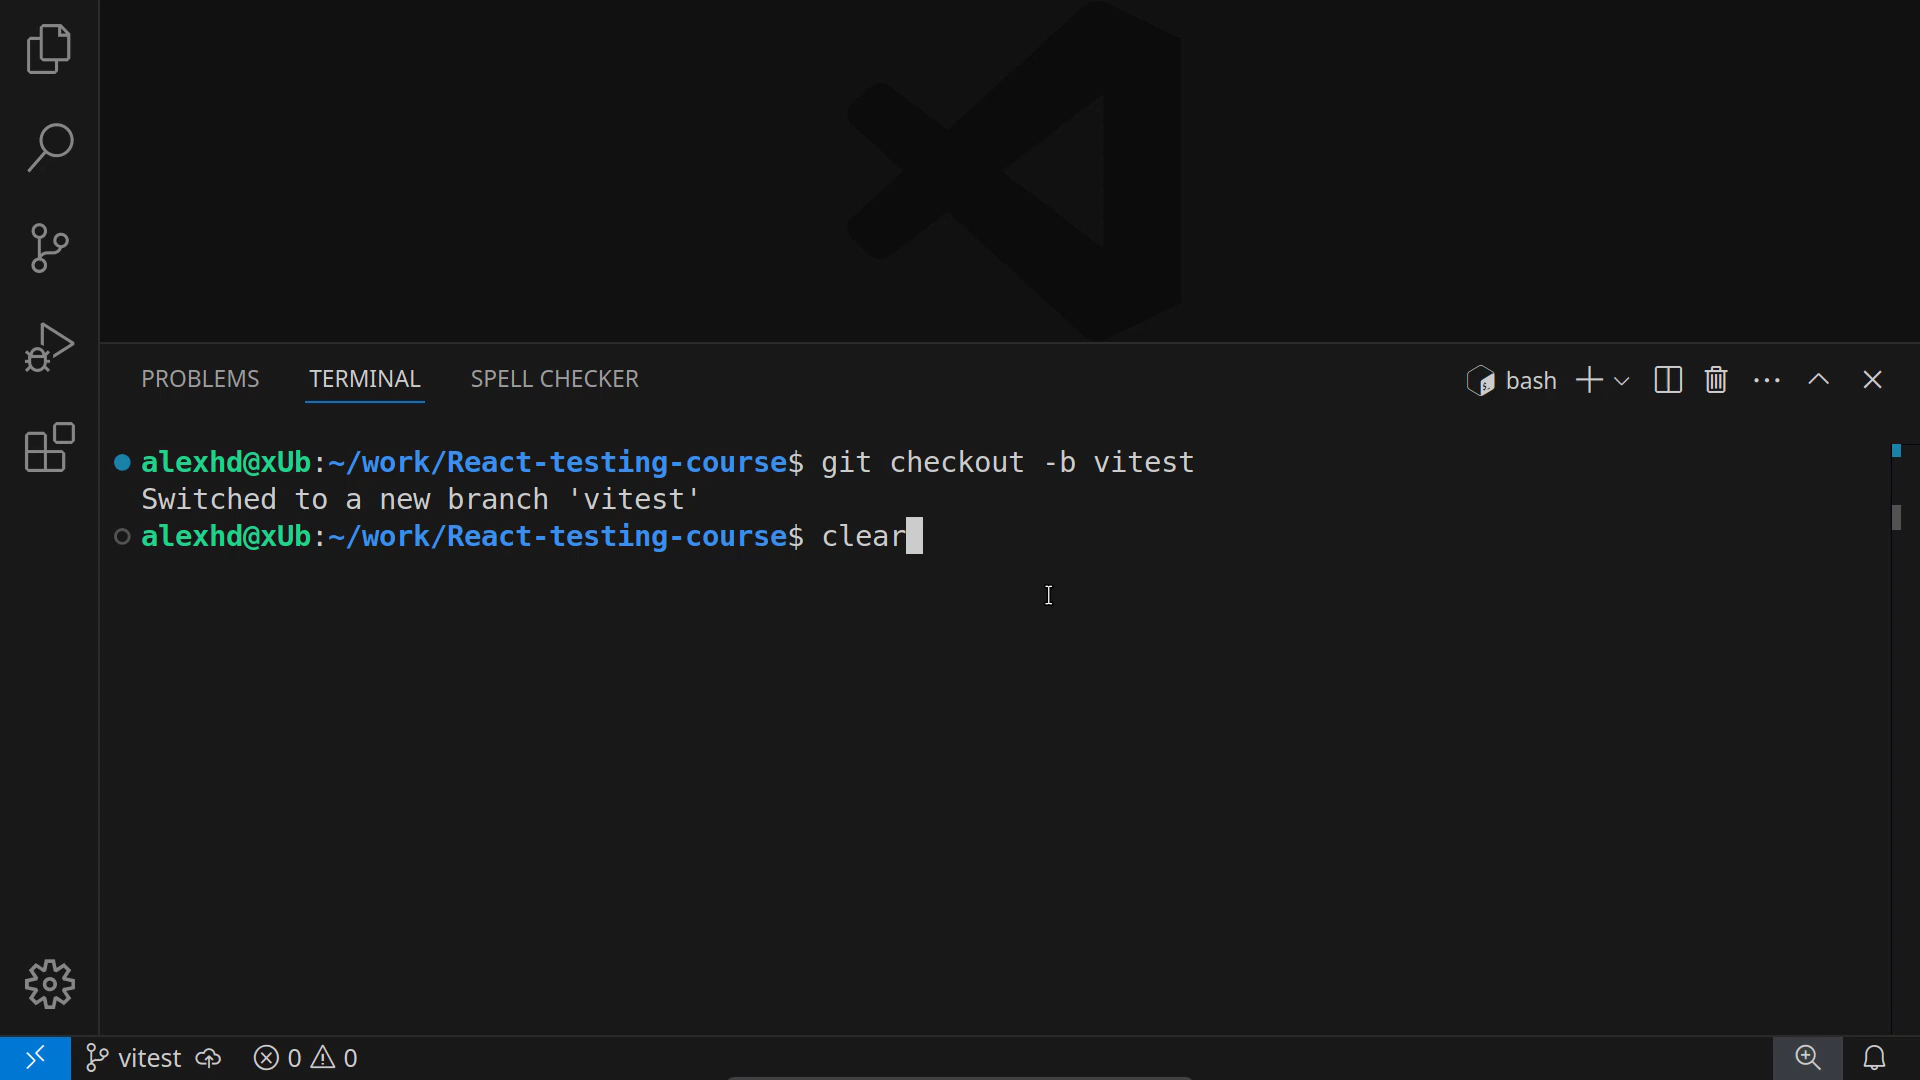 PROBLEMS TERMINAL SPELL CHECKER bash
alexhd@xUb:~/work/React-testing-course$ git checkout -b vitest
Switched to a new branch 'vitest'
alexhd@xUb:~/work/React-testing-course$ clear
vitest 0 0